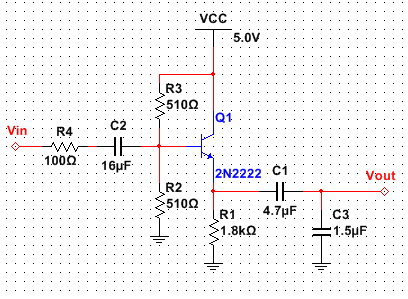 VCC
5.0V
R3
510Ω
Q1
Vin
R4
C2
100Ω
16µF
2N2222
C1
Vout
R2
510Ω
4.7µF
R1
1.8kΩ
C3
1.5µF